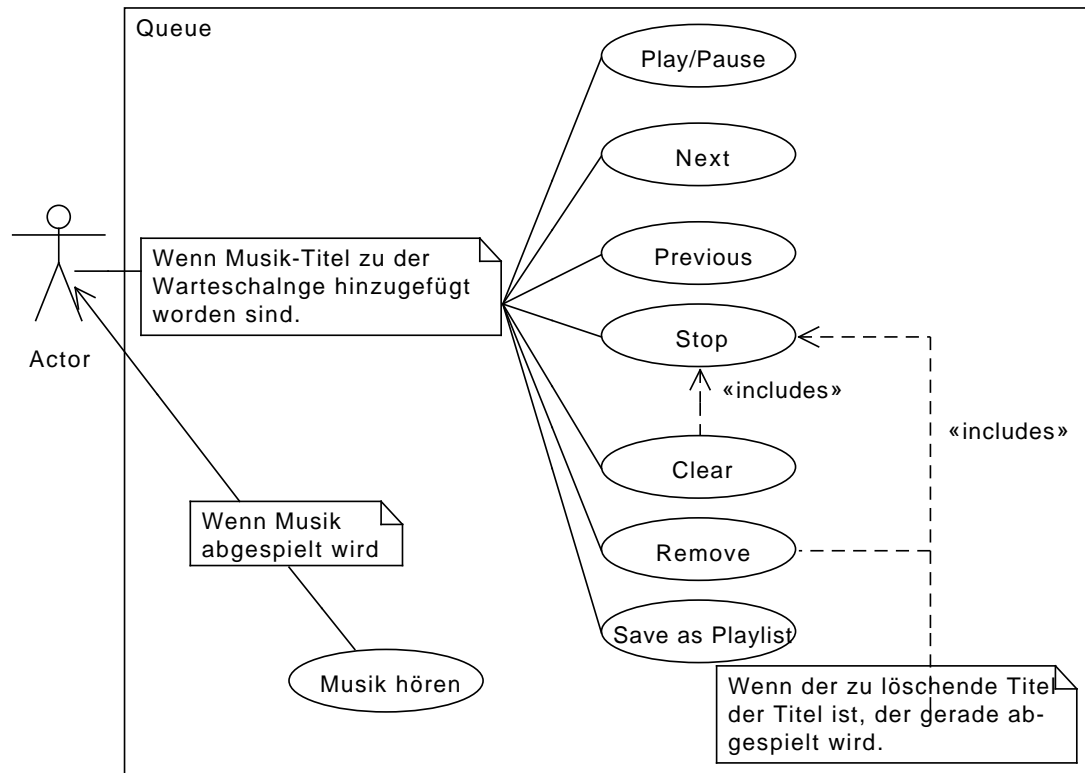 Queue
Play/Pause
Next
Wenn Musik-Titel zu der
Warteschalnge hinzugefügt
worden sind.
Previous
Stop
Actor
«includes»
«includes»
Clear
Wenn Musik
abgespielt wird
Remove
Save as Playlist
Musik hören
Wenn der zu löschende Titel
der Titel ist, der gerade ab-
gespielt wird.